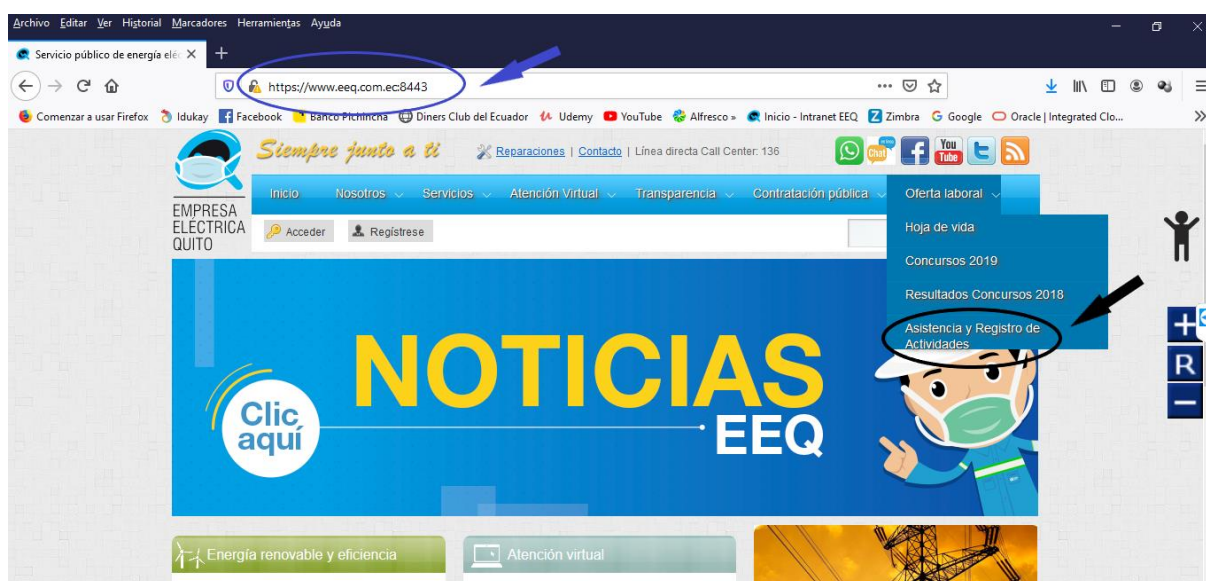 Archivo Editar Ver Historial Marcadores Herramientas Ayuda
Servicio público de energía eléc
https://www.eeq.com.ec:8443
Comenzar a usar Firefox Idukay Facebook Banco Pichincha Diners Club del Ecuador Udemy YouTube Alfresco » Inicio - Intranet EEQ Zimbra Google Oracle | Integrated Clo...
Siempre junto a ti Reparaciones | Contacto | Línea directa Call Center: 136 Chat You Tube
Inicio Nosotros Servicios Atención Virtual Transparencia Contratación pública Oferta laboral
EMPRESA
ELÉCTRICA
QUITO
Acceder Regístrese
Hoja de vida
Concursos 2019
Resultados Concursos 2018
Asistencia y Registro de
Actividades
+
R
−
NOTICIAS
EEQ
Clic
aquí
Energía renovable y eficiencia Atención virtual